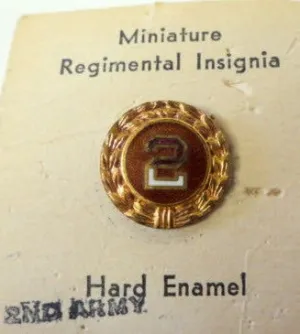 Miniature
Regimental Insignia
2
Hard Enamel
2ND ARMY.